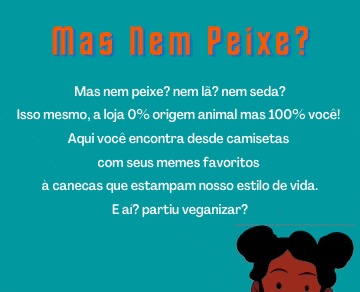 Mas Nem Peixe?
Mas nem peixe? nem lã? nem seda?
Isso mesmo, a loja 0% origem animal mas 100% você!
Aqui você encontra desde camisetas
com seus memes favoritos
à canecas que estampam nosso estilo de vida.
E aí? partiu veganizar?